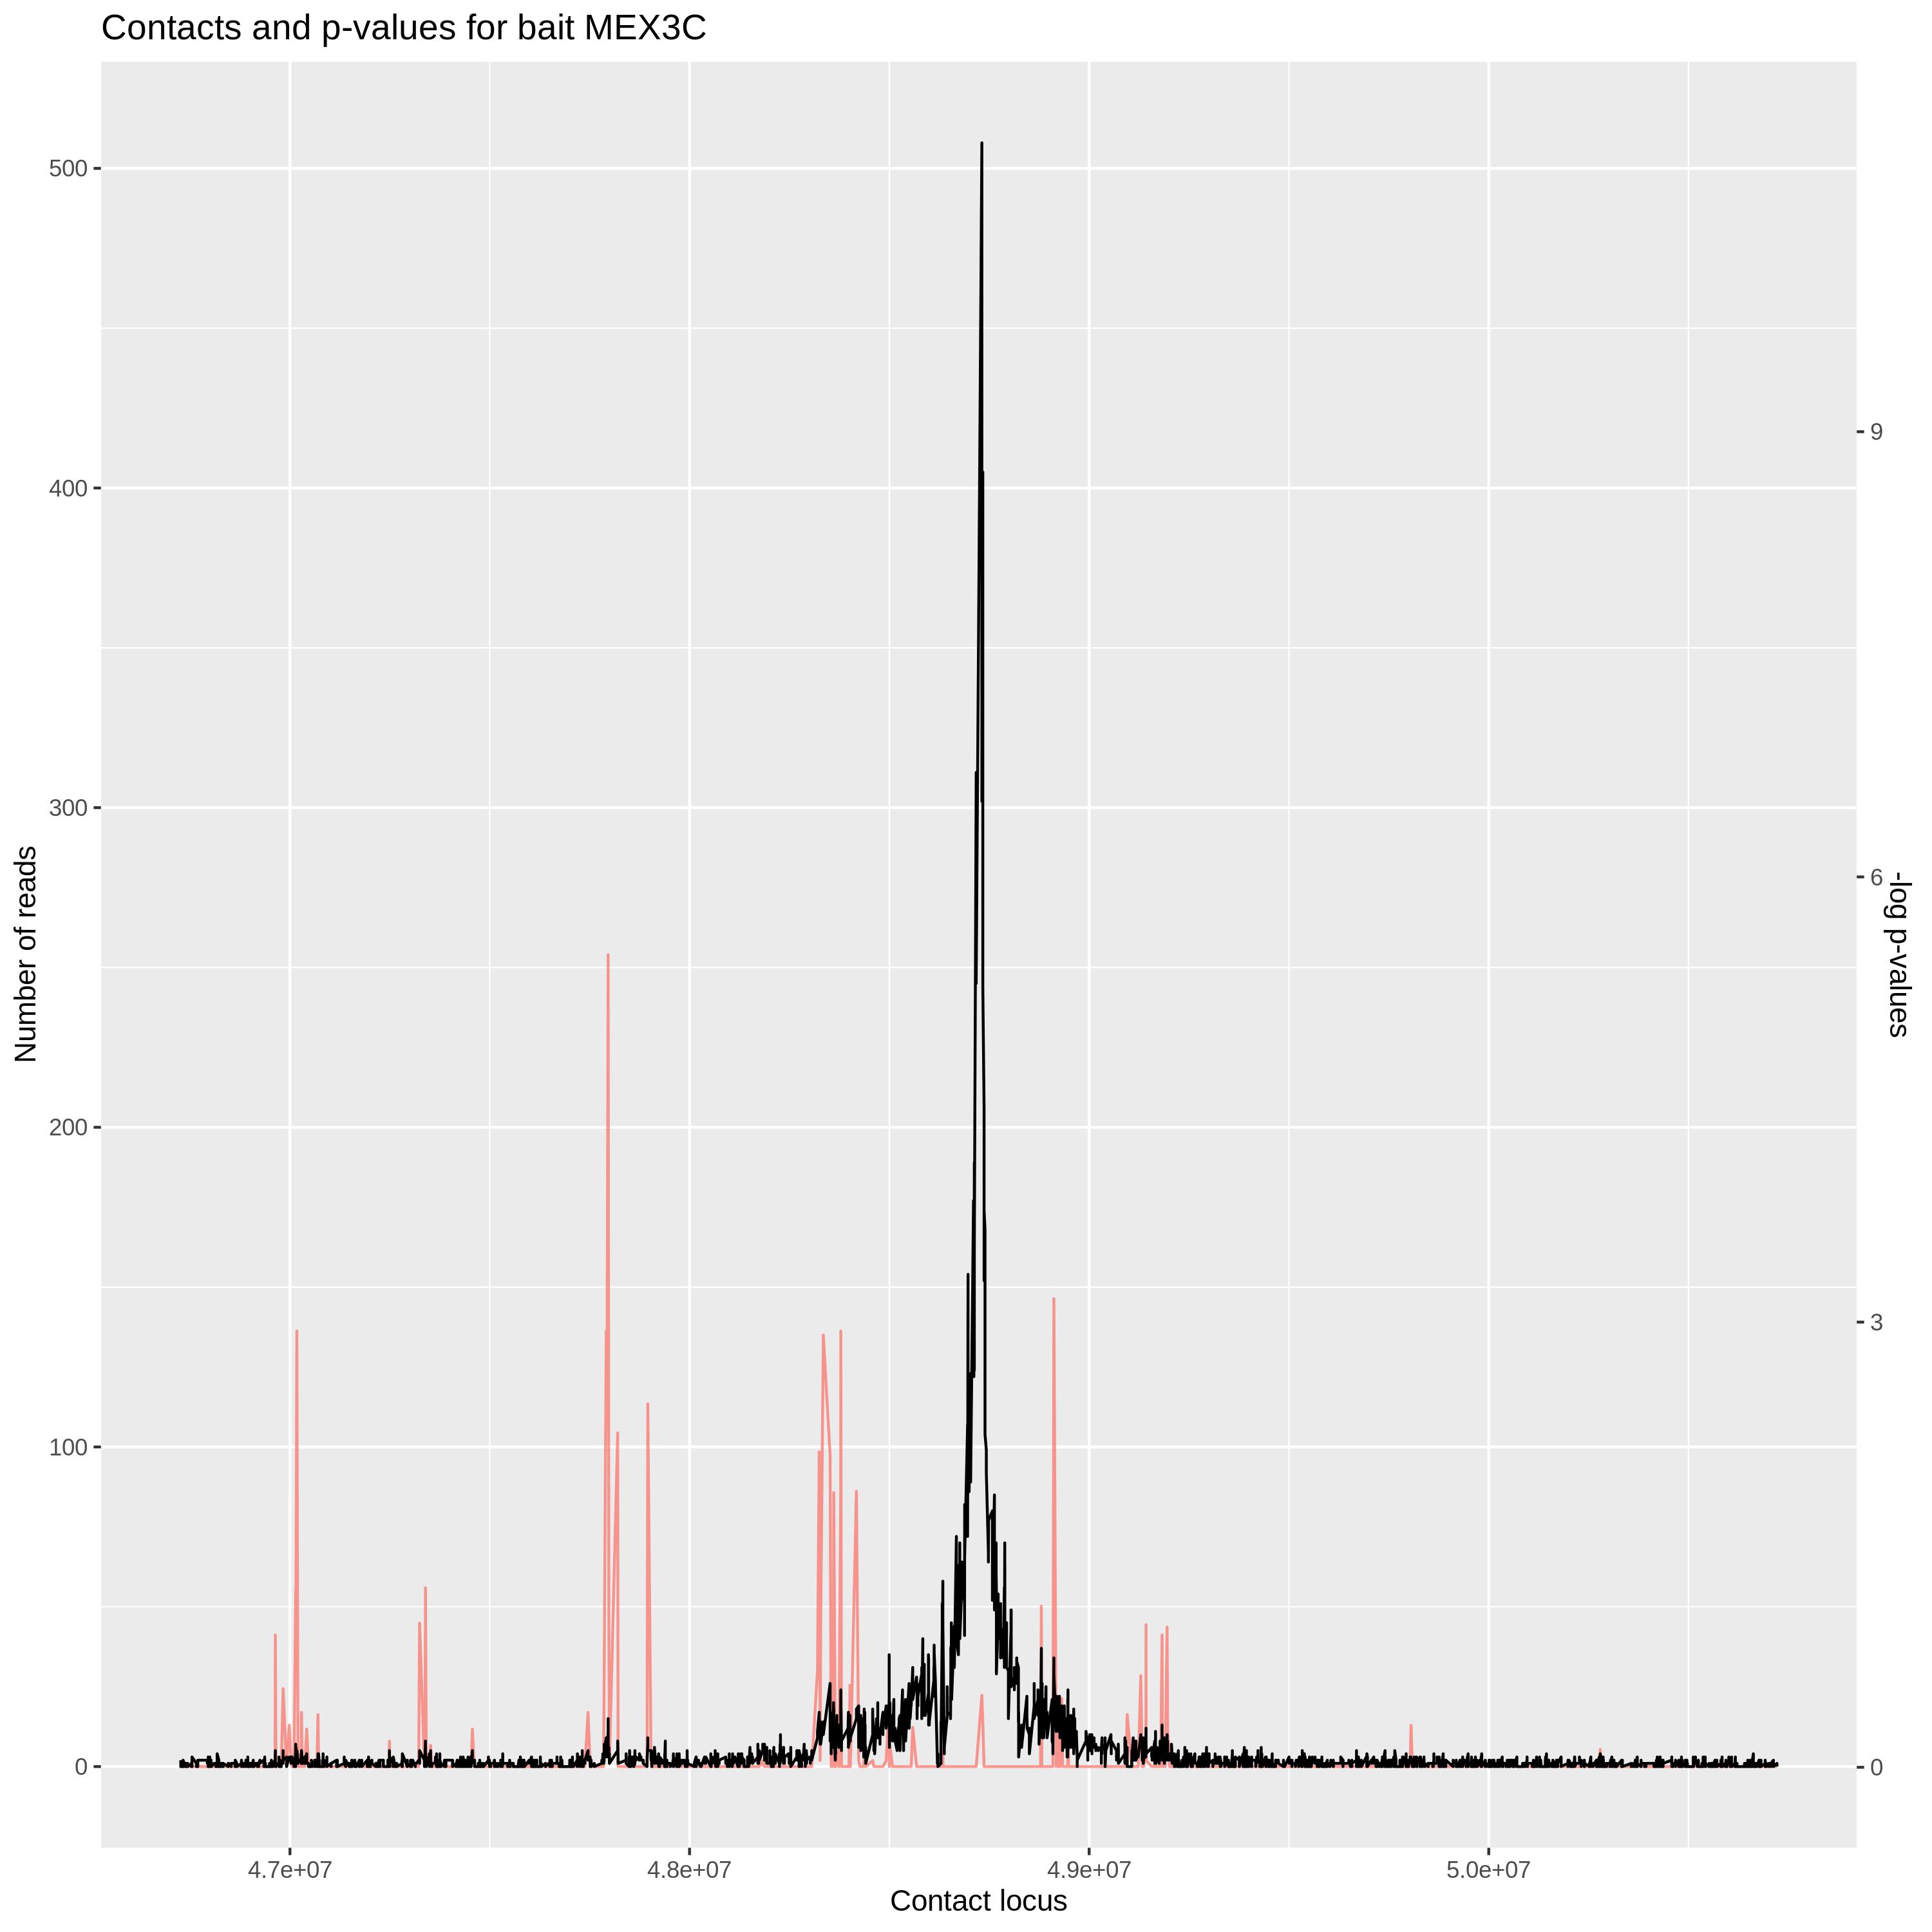 Contacts and p-values for bait MEX3C
500
400
300
200
100
0
Number of reads
9
6
3
0
-log p-values
4.7e+07
4.8e+07
4.9e+07
5.0e+07
Contact locus